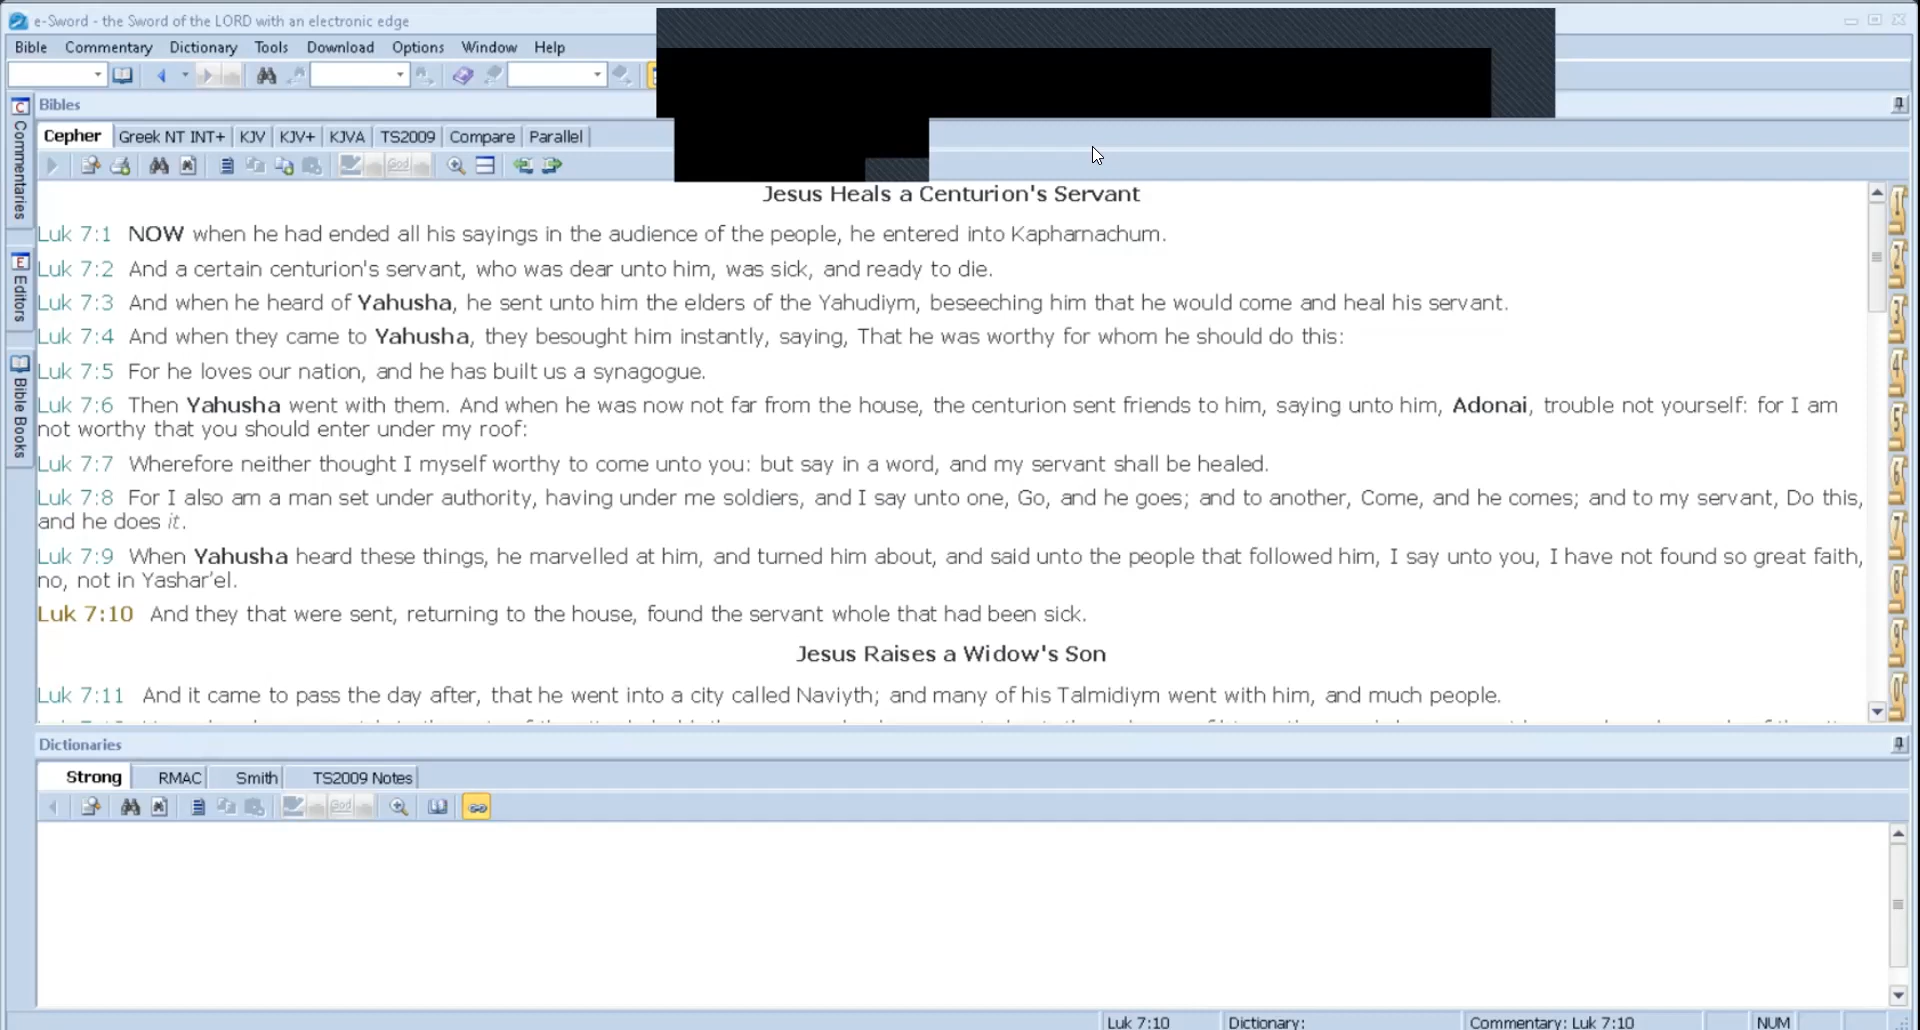 e-Sword - the Sword of the LORD with an electronic edge
Bible Commentary Dictionary Tools Download Options Window Help
Bibles
Cepher Greek NT INT+ KJV KJV+ KJVA TS2009 Compare Parallel
God
Commentaries
Editors
Bible Books
Jesus Heals a Centurion's Servant
Luk 7:1 NOW when he had ended all his sayings in the audience of the people, he entered into Kapharnachum.
Luk 7:2 And a certain centurion's servant, who was dear unto him, was sick, and ready to die.
Luk 7:3 And when he heard of Yahusha, he sent unto him the elders of the Yahudiym, beseeching him that he would come and heal his servant.
Luk 7:4 And when they came to Yahusha, they besought him instantly, saying, That he was worthy for whom he should do this:
Luk 7:5 For he loves our nation, and he has built us a synagogue.
Luk 7:6 Then Yahusha went with them. And when he was now not far from the house, the centurion sent friends to him, saying unto him, Adonai, trouble not yourself: for I am
not worthy that you should enter under my roof:
Luk 7:7 Wherefore neither thought I myself worthy to come unto you: but say in a word, and my servant shall be healed.
Luk 7:8 For I also am a man set under authority, having under me soldiers, and I say unto one, Go, and he goes; and to another, Come, and he comes; and to my servant, Do this,
and he does it.
Luk 7:9 When Yahusha heard these things, he marvelled at him, and turned him about, and said unto the people that followed him, I say unto you, I have not found so great faith,
no, not in Yashar'el.
Luk 7:10 And they that were sent, returning to the house, found the servant whole that had been sick.
Jesus Raises a Widow's Son
Luk 7:11 And it came to pass the day after, that he went into a city called Naviyth; and many of his Talmidiym went with him, and much people.
1
2
3
4
5
6
7
8
9
0
Dictionaries
Strong RMAC Smith TS2009 Notes
God
Luk 7:10 Dictionary: Commentary: Luk 7:10 NUM